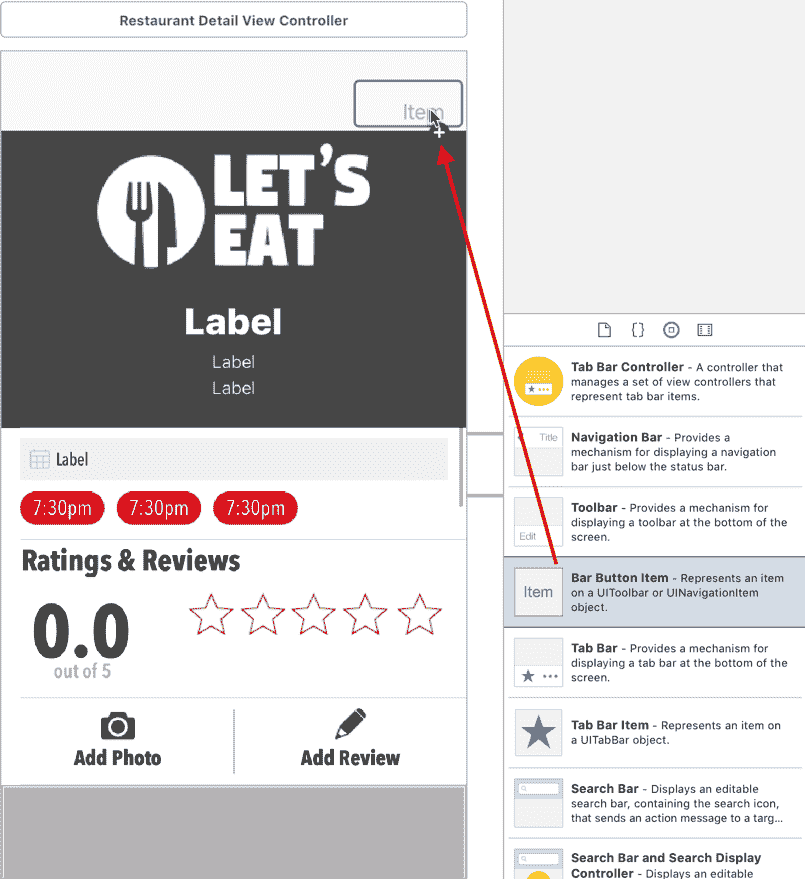 Restaurant Detail View Controller
Item
LET'S
EAT
Label
Label
Label
Label
7:30pm 7:30pm 7:30pm
Ratings & Reviews
0.0
out of 5
Add Photo Add Review
{}
Tab Bar Controller - A controller that
manages a set of view controllers that
represent tab bar items.
Title
Navigation Bar - Provides a
mechanism for displaying a navigation
bar just below the status bar.
Edit
Toolbar - Provides a mechanism for
displaying a toolbar at the bottom of the
screen.
Item
Bar Button Item - Represents an item
on a UIToolbar or UINavigationItem
object.
Tab Bar - Provides a mechanism for
displaying a tab bar at the bottom of the
screen.
Tab Bar Item - Represents an item on
a UITabBar object.
Search Bar - Displays an editable
search bar, containing the search icon,
that sends an action message to a targ...
Search Bar and Search Display
Controller - Displays an editable